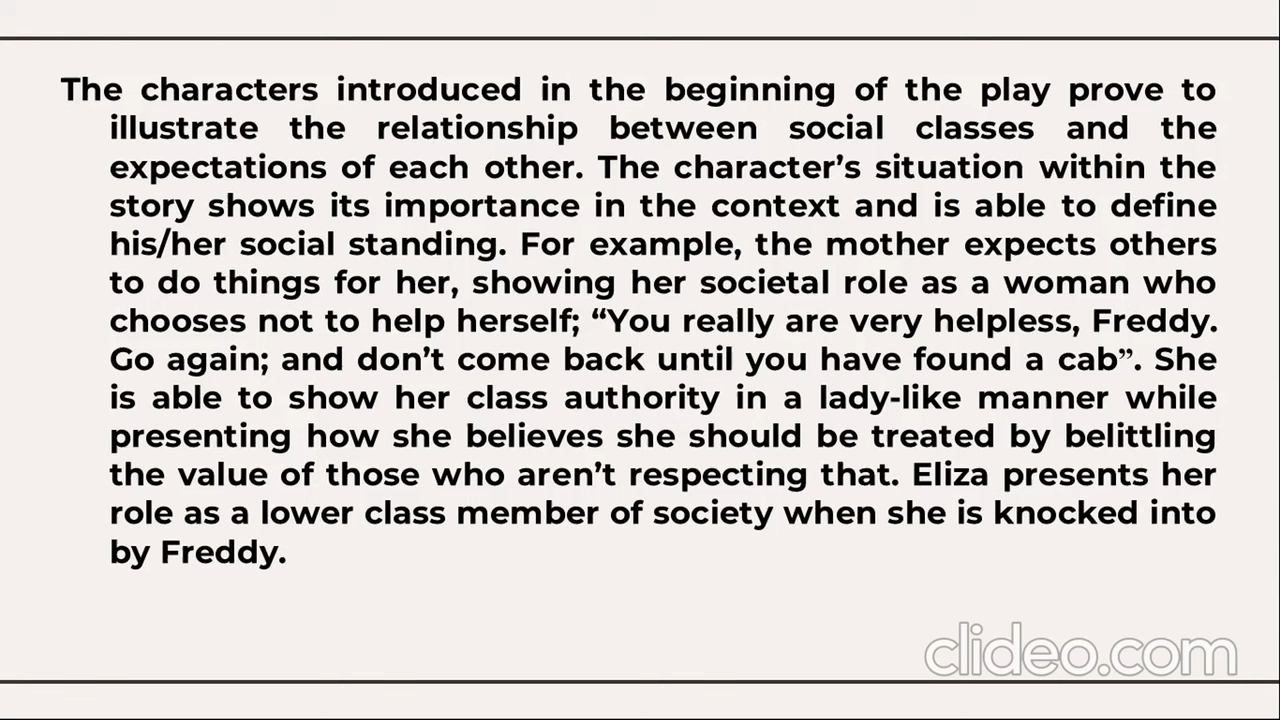 The characters introduced in the beginning of the play prove to
illustrate the relationship between social classes and the
expectations of each other. The character’s situation within the
story shows its importance in the context and is able to define
his/her social standing. For example, the mother expects others
to do things for her, showing her societal role as a woman who
chooses not to help herself; “You really are very helpless, Freddy.
Go again; and don’t come back until you have found a cab”. She
is able to show her class authority in a lady-like manner while
presenting how she believes she should be treated by belittling
the value of those who aren’t respecting that. Eliza presents her
role as a lower class member of society when she is knocked into
by Freddy.
clideo.com